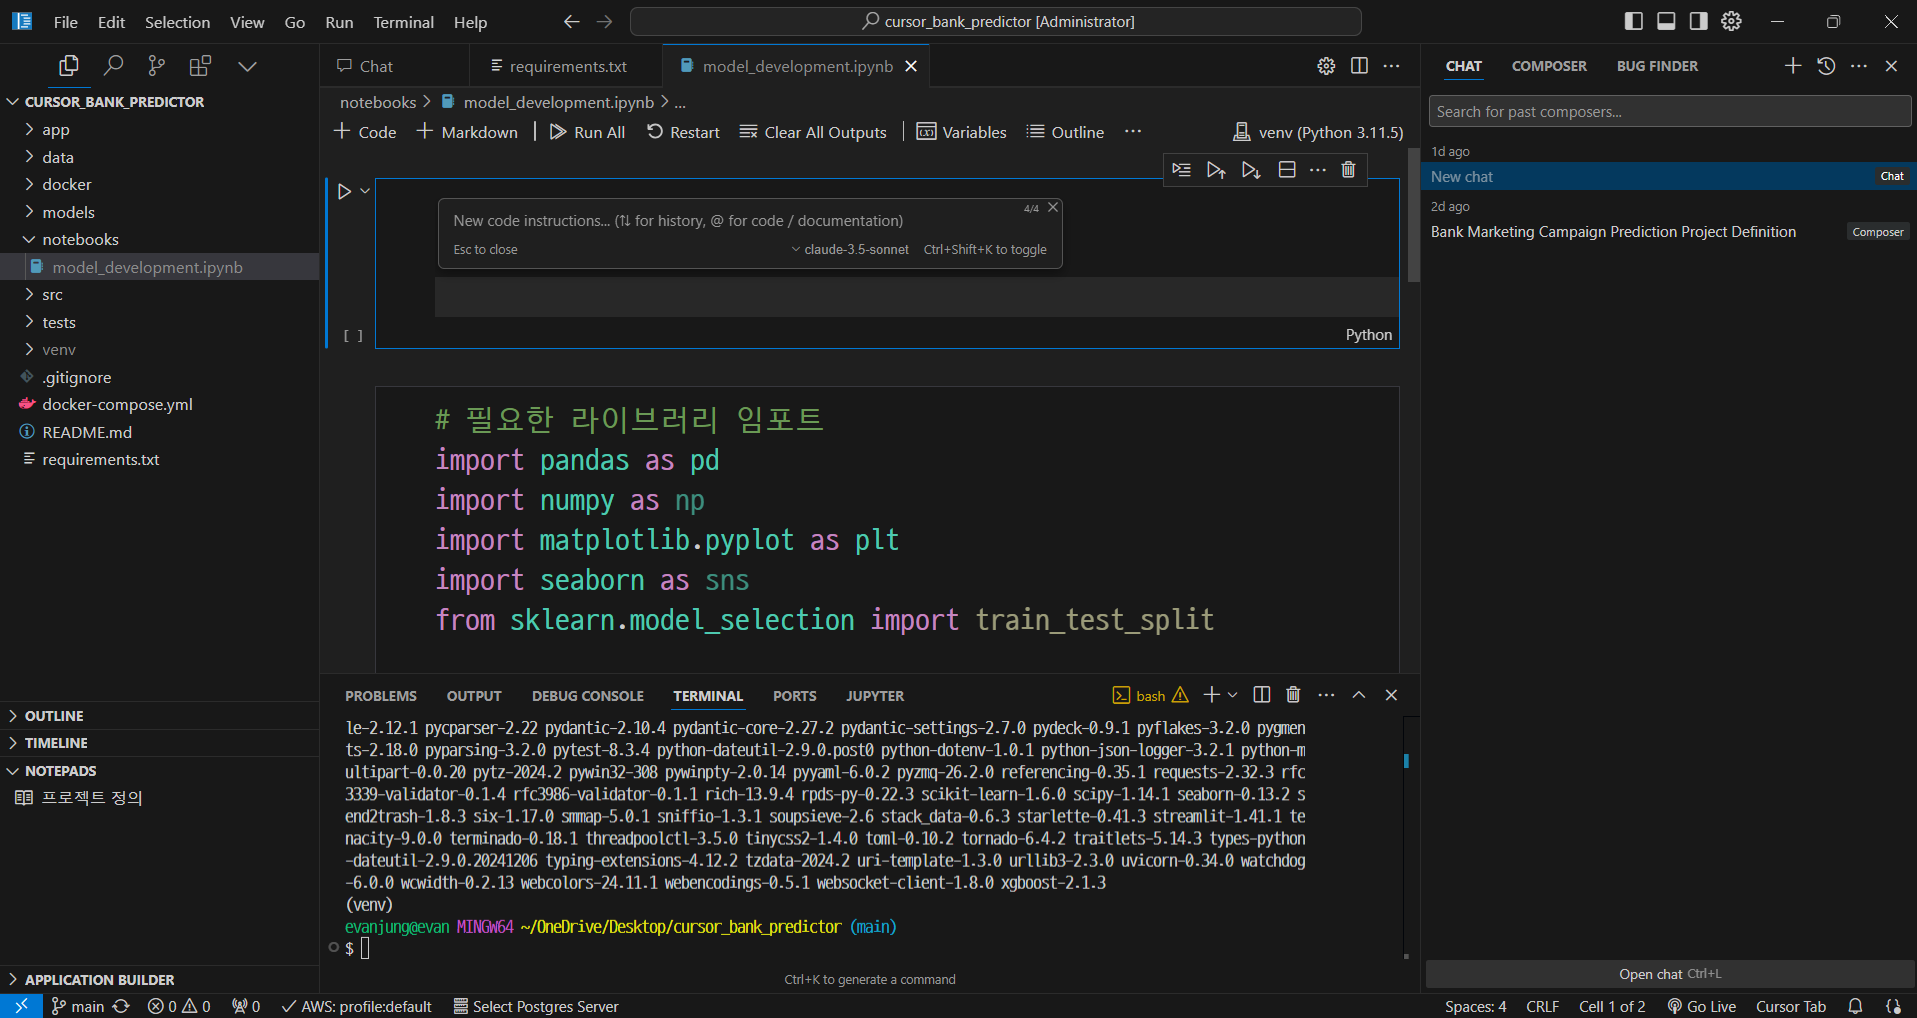 File Edit Selection View Go Run Terminal Help
cursor_bank_predictor [Administrator]
CURSOR_BANK_PREDICTOR
app
data
docker
models
notebooks
model_development.ipynb
src
tests
venv
.gitignore
docker-compose.yml
README.md
requirements.txt
OUTLINE
TIMELINE
NOTEPADS
프로젝트 정의
APPLICATION BUILDER
Chat requirements.txt model_development.ipynb
notebooks > model_development.ipynb > ...
Code Markdown Run All Restart Clear All Outputs Variables Outline ... venv (Python 3.11.5)
New code instructions... (⇅ for history, @ for code / documentation) 4/4
Esc to close claude-3.5-sonnet Ctrl+Shift+K to toggle
[ ] Python
# 필요한 라이브러리 임포트
import pandas as pd
import numpy as np
import matplotlib.pyplot as plt
import seaborn as sns
from sklearn.model_selection import train_test_split
PROBLEMS OUTPUT DEBUG CONSOLE TERMINAL PORTS JUPYTER bash
le-2.12.1 pycparser-2.22 pydantic-2.10.4 pydantic-core-2.27.2 pydantic-settings-2.7.0 pydeck-0.9.1 pyflakes-3.2.0 pygmen
ts-2.18.0 pyparsing-3.2.0 pytest-8.3.4 python-dateutil-2.9.0.post0 python-dotenv-1.0.1 python-json-logger-3.2.1 python-m
ultipart-0.0.20 pytz-2024.2 pywin32-308 pywinpty-2.0.14 pyyaml-6.0.2 pyzmq-26.2.0 referencing-0.35.1 requests-2.32.3 rfc
3339-validator-0.1.4 rfc3986-validator-0.1.1 rich-13.9.4 rpds-py-0.22.3 scikit-learn-1.6.0 scipy-1.14.1 seaborn-0.13.2 s
end2trash-1.8.3 six-1.17.0 smmap-5.0.1 sniffio-1.3.1 soupsieve-2.6 stack_data-0.6.3 starlette-0.41.3 streamlit-1.41.1 te
nacity-9.0.0 terminado-0.18.1 threadpoolctl-3.5.0 tinycss2-1.4.0 toml-0.10.2 tornado-6.4.2 traitlets-5.14.3 types-python
-dateutil-2.9.0.20241206 typing-extensions-4.12.2 tzdata-2024.2 uri-template-1.3.0 urllib3-2.3.0 uvicorn-0.34.0 watchdog
-6.0.0 wcwidth-0.2.13 webcolors-24.11.1 webencodings-0.5.1 websocket-client-1.8.0 xgboost-2.1.3
(venv)
evanjung@evan MINGW64 ~/OneDrive/Desktop/cursor_bank_predictor (main)
$
Ctrl+K to generate a command
CHAT COMPOSER BUG FINDER
Search for past composers...
1d ago
New chat Chat
2d ago
Bank Marketing Campaign Prediction Project Definition Composer
Open chat Ctrl+L
main 0 0 0 AWS: profile:default Select Postgres Server Spaces: 4 CRLF Cell 1 of 2 Go Live Cursor Tab